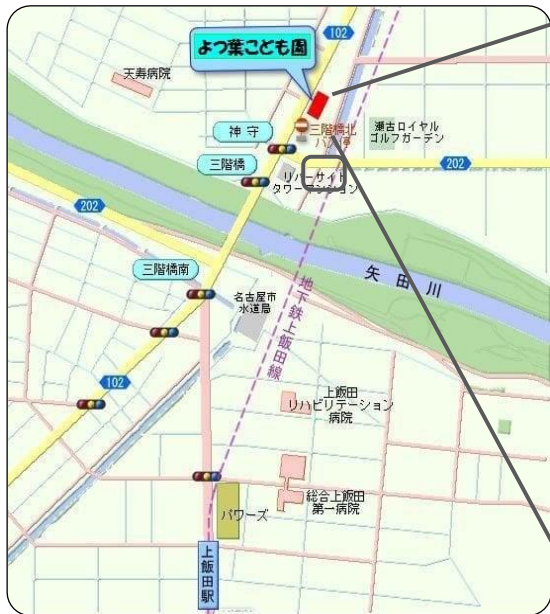 102
よつ葉こども園
天寿病院
神守
三階橋北
バス停
瀬古ロイヤル
ゴルフガーデン
三階橋
202
リバーサイド
タワーマンション
202
矢田川
三階橋南
地下鉄上飯田線
名古屋市
水道局
102
上飯田
リハビリテーション
病院
パワーズ
総合上飯田
第一病院
上飯田駅